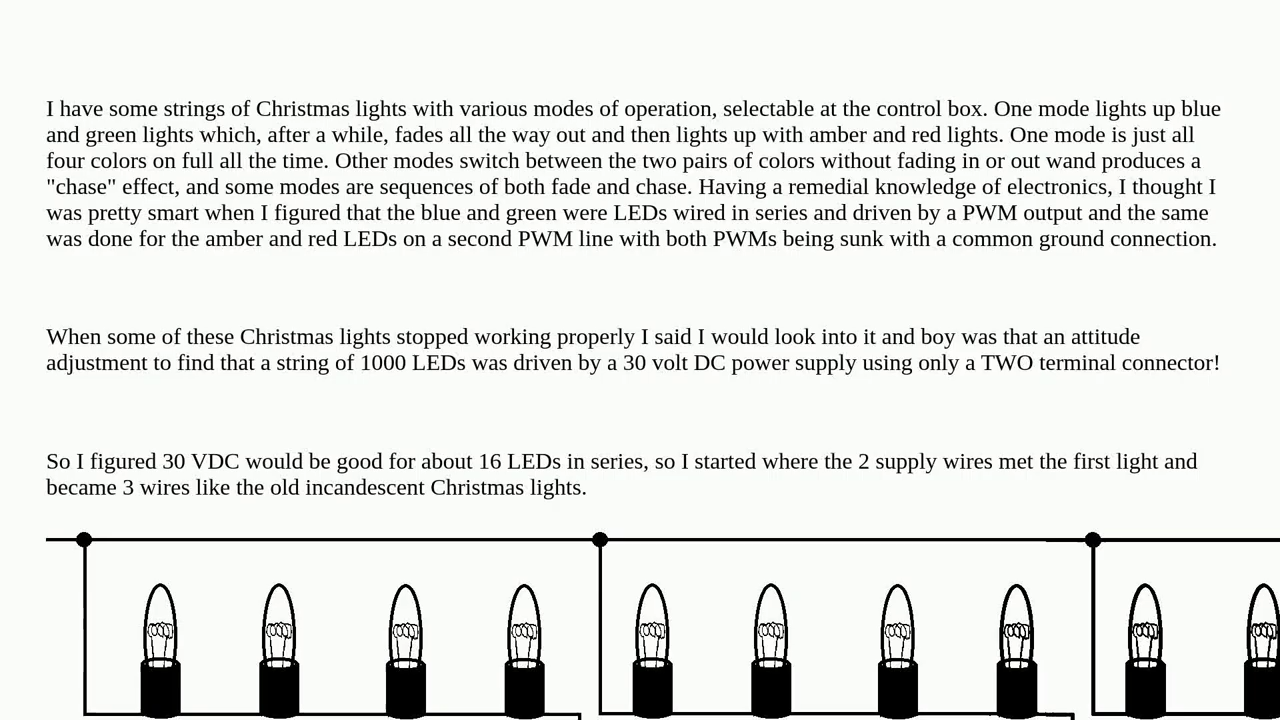 I have some strings of Christmas lights with various modes of operation, selectable at the control box. One mode lights up blue
and green lights which, after a while, fades all the way out and then lights up with amber and red lights. One mode is just all
four colors on full all the time. Other modes switch between the two pairs of colors without fading in or out wand produces a
"chase" effect, and some modes are sequences of both fade and chase. Having a remedial knowledge of electronics, I thought I
was pretty smart when I figured that the blue and green were LEDs wired in series and driven by a PWM output and the same
was done for the amber and red LEDs on a second PWM line with both PWMs being sunk with a common ground connection.
When some of these Christmas lights stopped working properly I said I would look into it and boy was that an attitude
adjustment to find that a string of 1000 LEDs was driven by a 30 volt DC power supply using only a TWO terminal connector!
So I figured 30 VDC would be good for about 16 LEDs in series, so I started where the 2 supply wires met the first light and
became 3 wires like the old incandescent Christmas lights.